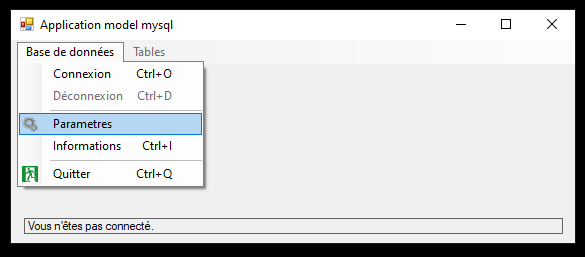 Application model mysql
Base de données Tables
Connexion Ctrl+O
Déconnexion Ctrl+D
Parametres
Informations Ctrl+I
Quitter Ctrl+Q
Vous n'êtes pas connecté.